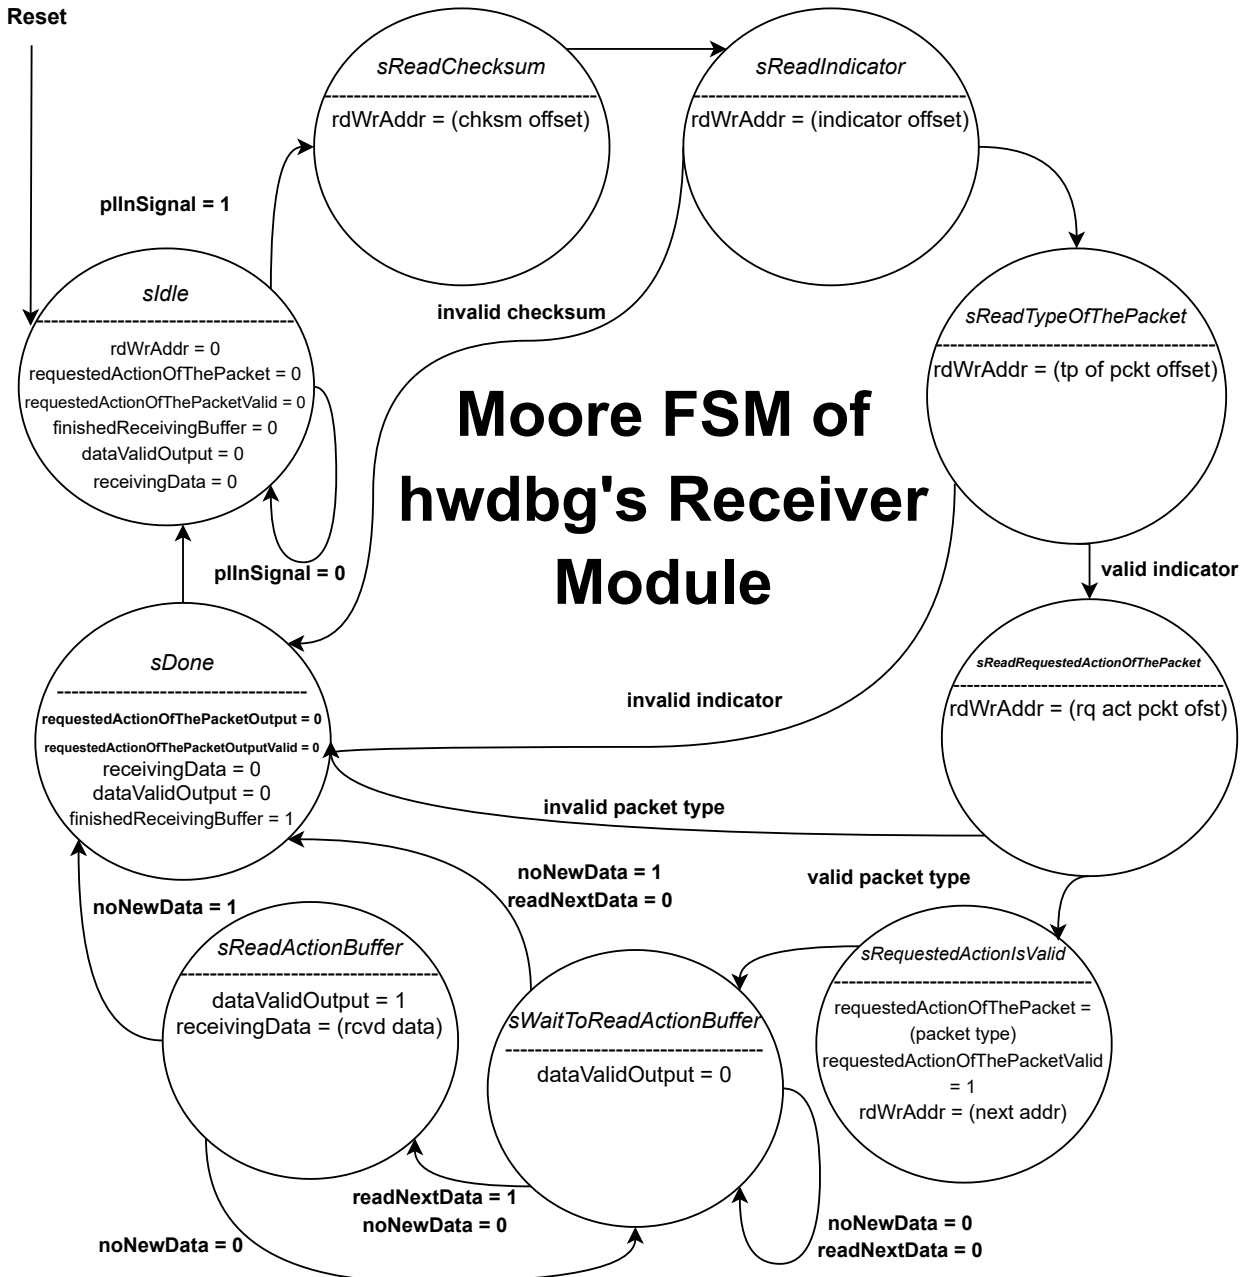 Reset
sReadChecksum
rdWrAddr = (chksm offset)
sReadIndicator
rdWrAddr = (indicator offset)
plInSignal = 1
sIdle
rdWrAddr = 0
requestedActionOfThePacket = 0
requestedActionOfThePacketValid = 0
finishedReceivingBuffer = 0
dataValidOutput = 0
receivingData = 0
invalid checksum
sReadTypeOfThePacket
rdWrAddr = (tp of pckt offset)
Moore FSM of
hwdbg's Receiver
Module
plInSignal = 0
valid indicator
sDone
requestedActionOfThePacketOutput = 0
requestedActionOfThePacketOutputValid = 0
receivingData = 0
dataValidOutput = 0
finishedReceivingBuffer = 1
invalid indicator
sReadRequestedActionOfThePacket
rdWrAddr = (rq act pckt ofst)
invalid packet type
noNewData = 1
readNextData = 0
valid packet type
noNewData = 1
sReadActionBuffer
dataValidOutput = 1
receivingData = (rcvd data)
sWaitToReadActionBuffer
dataValidOutput = 0
sRequestedActionIsValid
requestedActionOfThePacket =
(packet type)
requestedActionOfThePacketValid
= 1
rdWrAddr = (next addr)
readNextData = 1
noNewData = 0
noNewData = 0
noNewData = 0
readNextData = 0